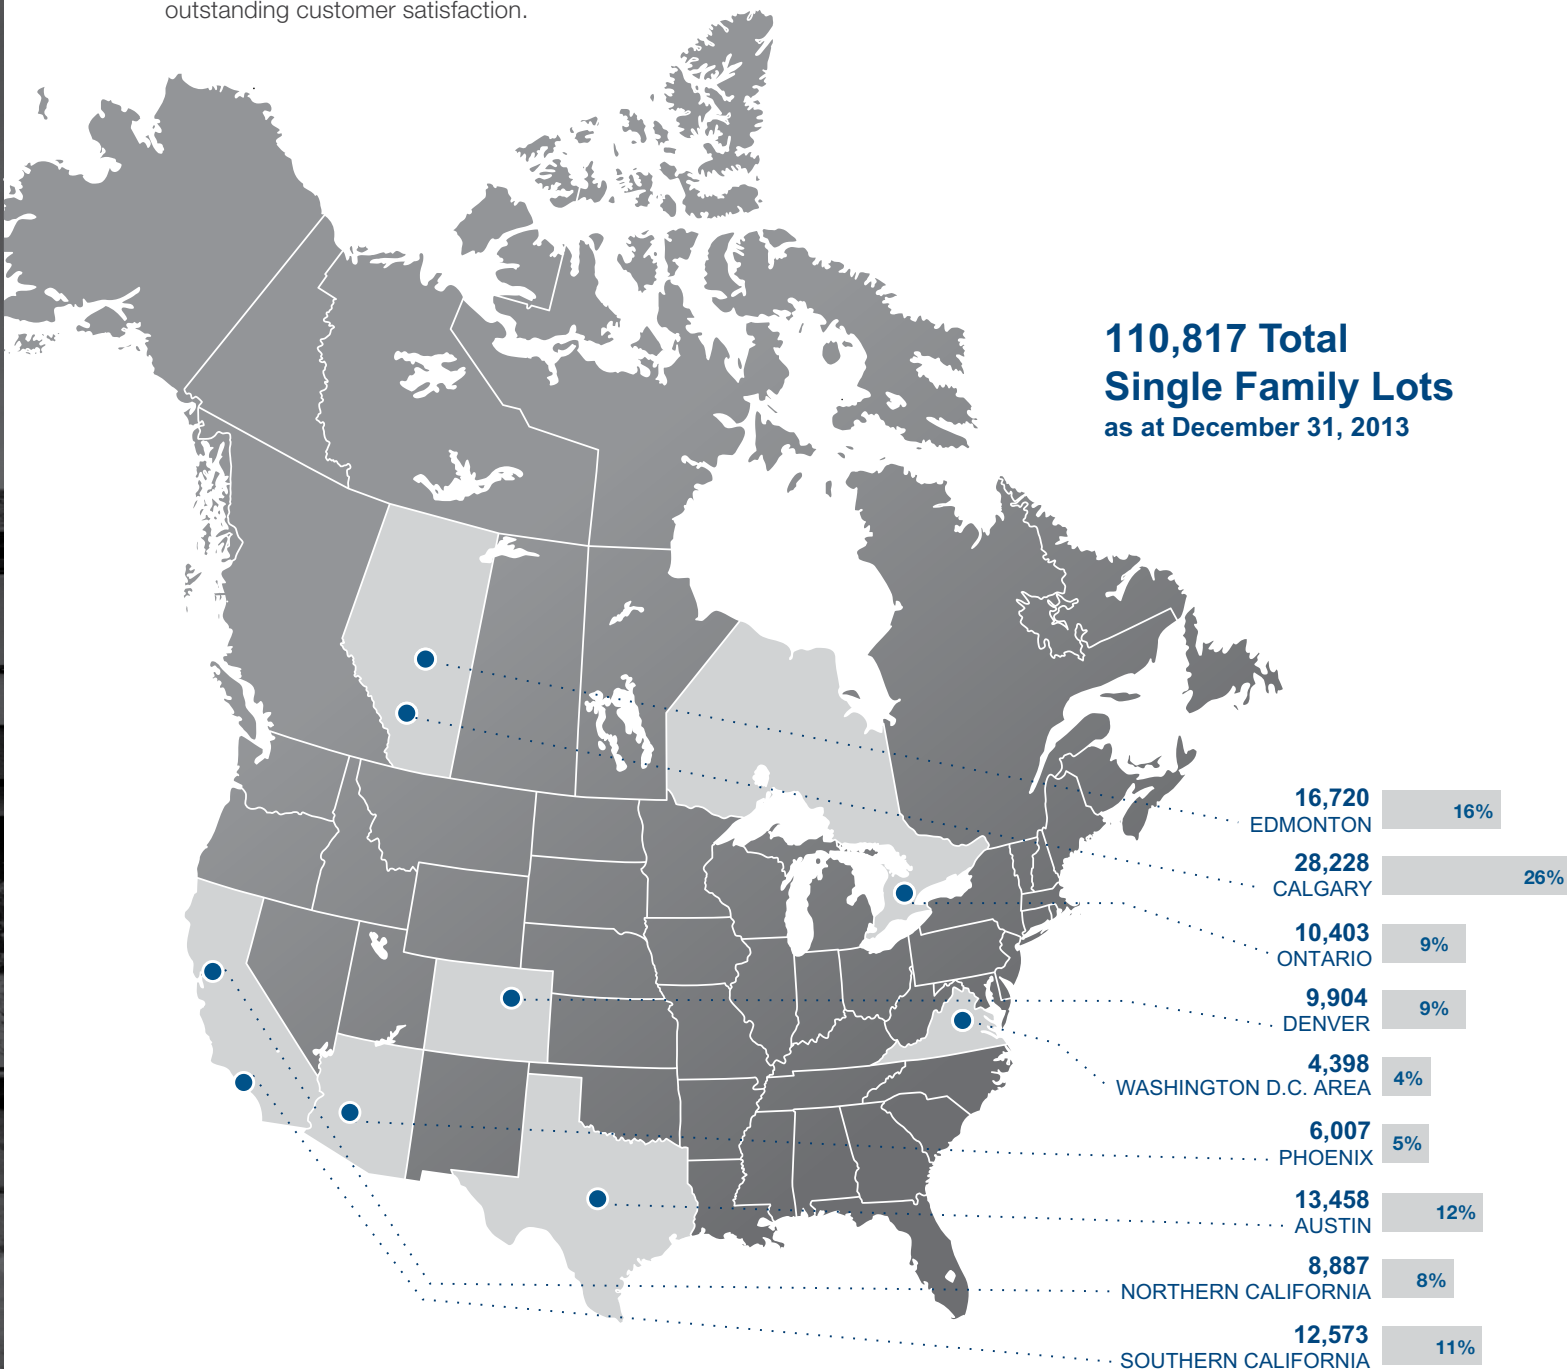 outstanding customer satisfaction.
110,817 Total
Single Family Lots
as at December 31, 2013
16,720
EDMONTON
16%
28,228
CALGARY
26%
10,403
ONTARIO
9%
9,904
DENVER
9%
4,398
WASHINGTON D.C. AREA
4%
6,007
PHOENIX
5%
13,458
AUSTIN
12%
8,887
NORTHERN CALIFORNIA
8%
12,573
SOUTHERN CALIFORNIA
11%